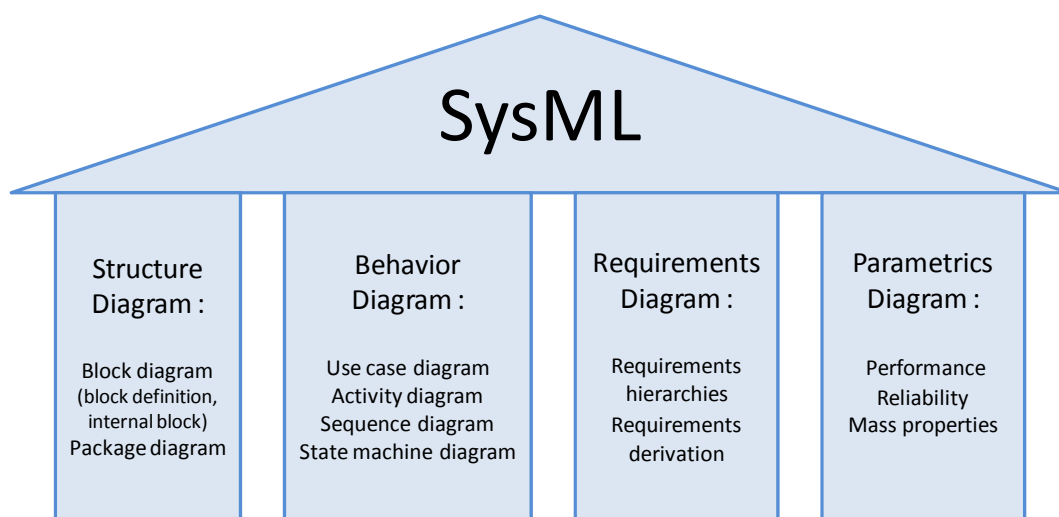 SysML
Structure
Diagram :
Block diagram
(block definition,
internal block)
Package diagram
Behavior
Diagram :
Use case diagram
Activity diagram
Sequence diagram
State machine diagram
Requirements
Diagram :
Requirements
hierarchies
Requirements
derivation
Parametrics
Diagram :
Performance
Reliability
Mass properties